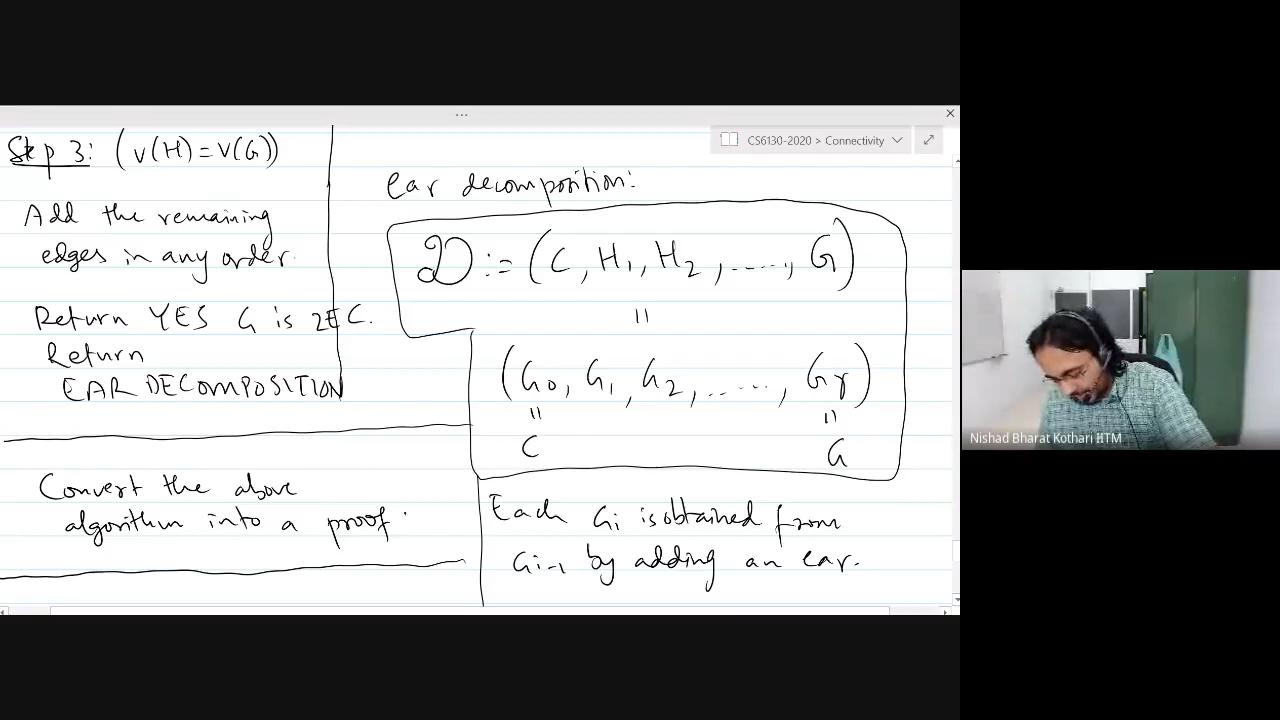 CS6130-2020 > Connectivity
Step 3: (V(H) = V(G))
Add the remaining
edges in any order.
Return YES G is 2EC.
Return
EAR DECOMPOSITION
Convert the above
algorithm into a proof.
Ear decomposition:
D := (C, H₁, H₂, ....., G)
=
(G₀, G₁, G₂, ......, Gᵣ)
= =
C G
Each Gi is obtained from
Gi-1 by adding an ear.
Nishad Bharat Kothari IITM